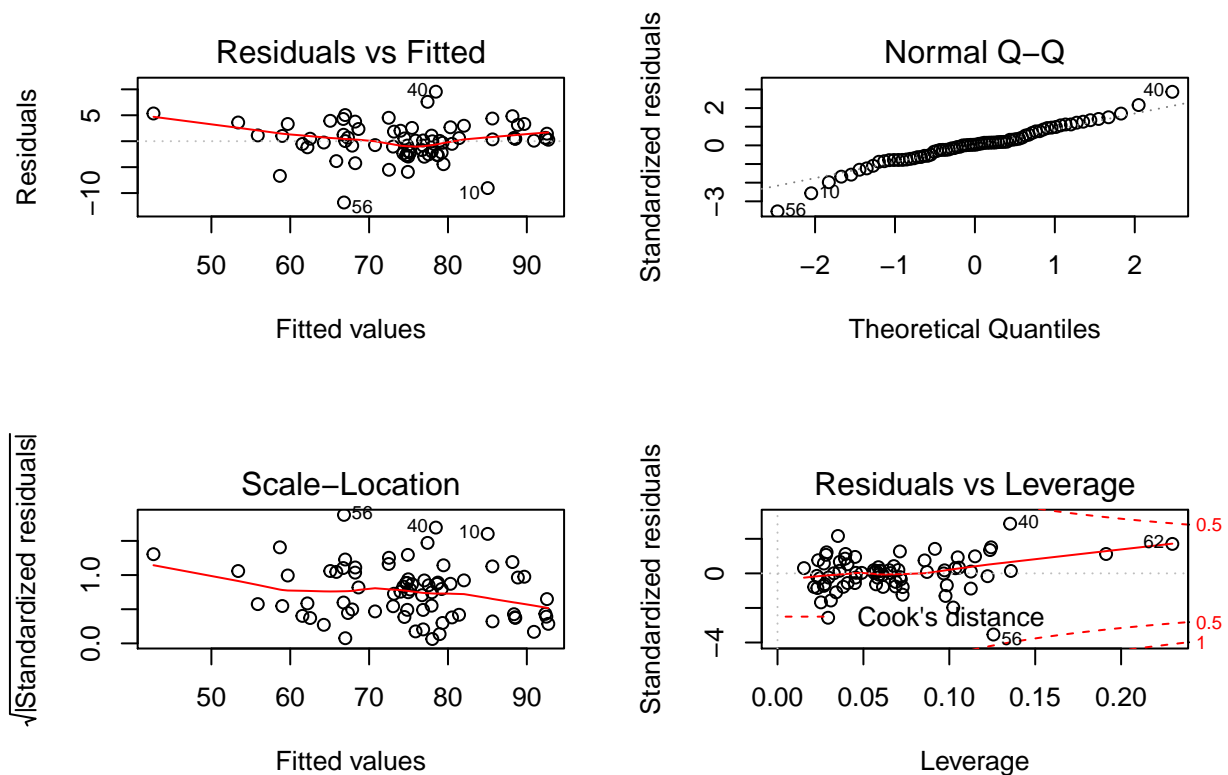 Residuals vs Fitted
Residuals
5
−10
40
10
56
50 60 70 80 90
Fitted values
Normal Q−Q
Standardized residuals
2
0
−3
40
10
56
−2 −1 0 1 2
Theoretical Quantiles
Scale−Location
√|Standardized residuals|
1.0
0.0
56
40
10
50 60 70 80 90
Fitted values
Residuals vs Leverage
Standardized residuals
0
−4
40
62
56
Cook's distance
0.5
0.5
1
0.00 0.05 0.10 0.15 0.20
Leverage